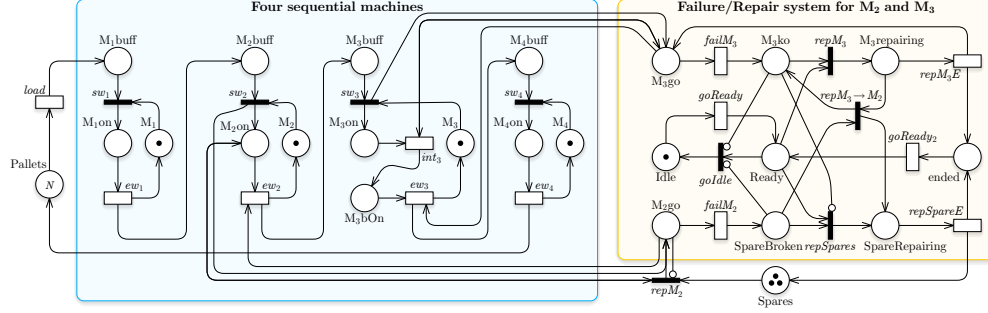 Four sequential machines
Failure/Repair system for M₂ and M₃
M₁buff
M₂buff
M₃buff
M₄buff
failM₃
M₃ko
repM₃
M₃repairing
M₃go
repM₃E
load
sw₁
sw₂
sw₃
sw₄
goReady
repM₃→M₂
M₁on
M₁
M₂on
M₂
M₃on
M₃
M₄on
M₄
goReady₂
int₃
Pallets
N
Idle
goIdle
Ready
ended
ew₁
ew₂
ew₃
ew₄
M₃bOn
M₂go
failM₂
repSpareE
SpareBroken
repSpares
SpareRepairing
repM₂
Spares